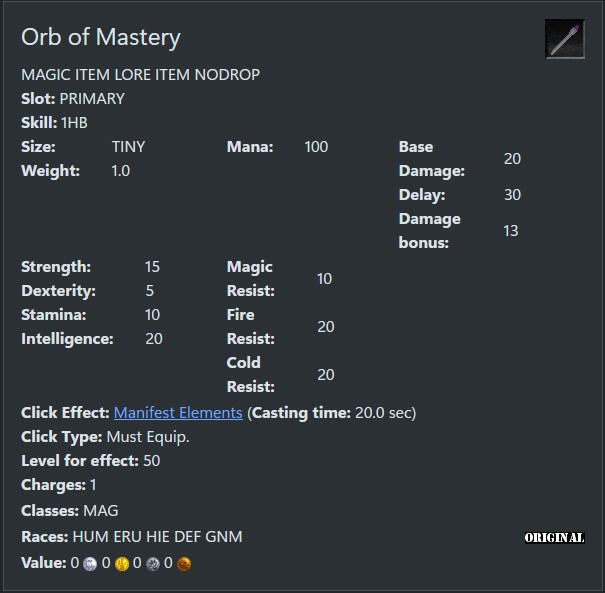 Orb of Mastery
MAGIC ITEM LORE ITEM NODROP
Slot: PRIMARY
Skill: 1HB
Size: TINY Mana: 100 Base Damage: 20
Weight: 1.0
Delay: 30
Damage bonus: 13
Strength: 15 Magic Resist: 10
Dexterity: 5
Stamina: 10 Fire Resist: 20
Intelligence: 20
Cold Resist: 20
Click Effect: Manifest Elements (Casting time: 20.0 sec)
Click Type: Must Equip.
Level for effect: 50
Charges: 1
Classes: MAG
Races: HUM ERU HIE DEF GNM
ORIGINAL
Value: 0 0 0 0